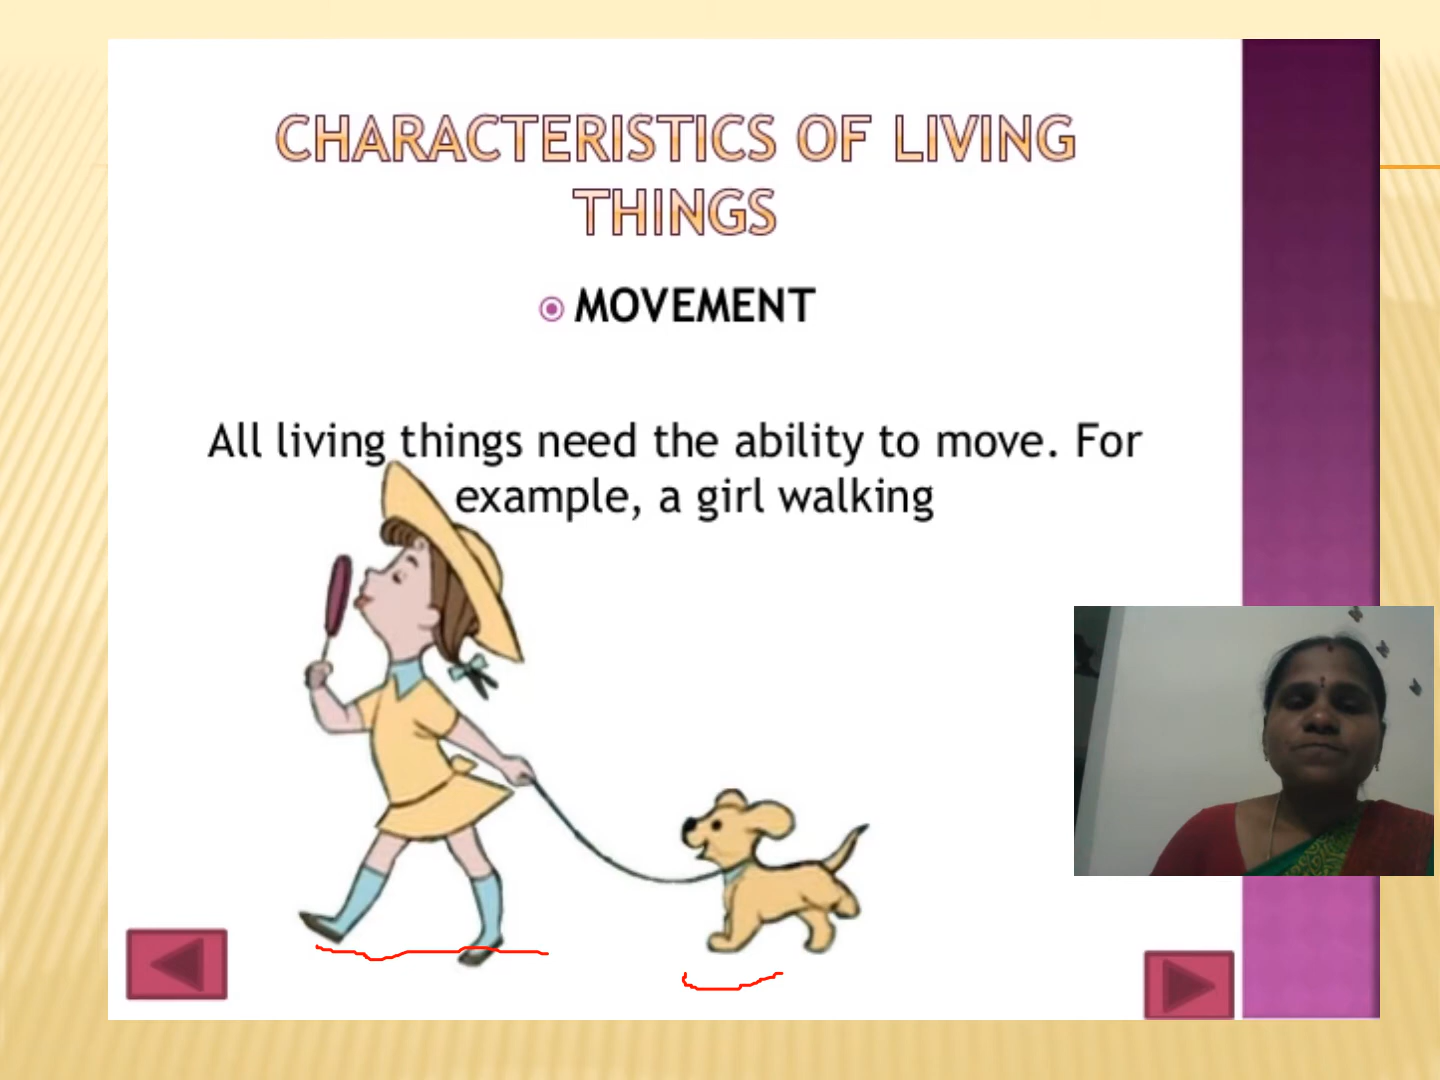 CHARACTERISTICS OF LIVING
THINGS
MOVEMENT
All living things need the ability to move. For
example, a girl walking